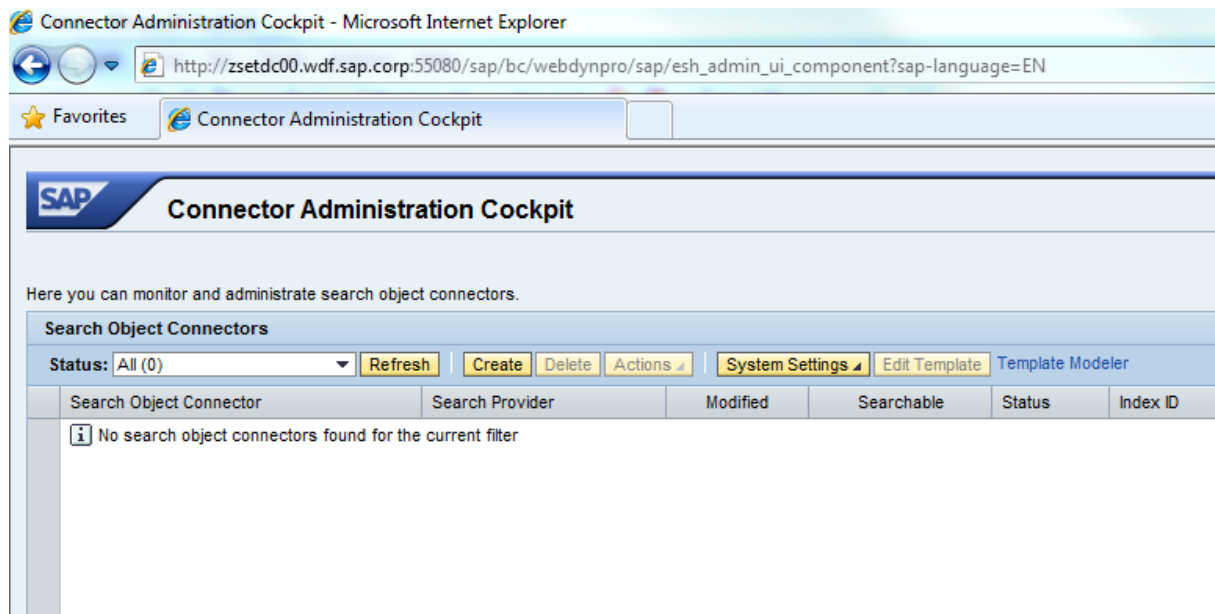 Connector Administration Cockpit - Microsoft Internet Explorer
http://zsetdc00.wdf.sap.corp:55080/sap/bc/webdynpro/sap/esh_admin_ui_component?sap-language=EN
Favorites Connector Administration Cockpit
SAP Connector Administration Cockpit
Here you can monitor and administrate search object connectors.
Search Object Connectors
Status: All (0) Refresh Create Delete Actions System Settings Edit Template Template Modeler
Search Object Connector Search Provider Modified Searchable Status Index ID
No search object connectors found for the current filter